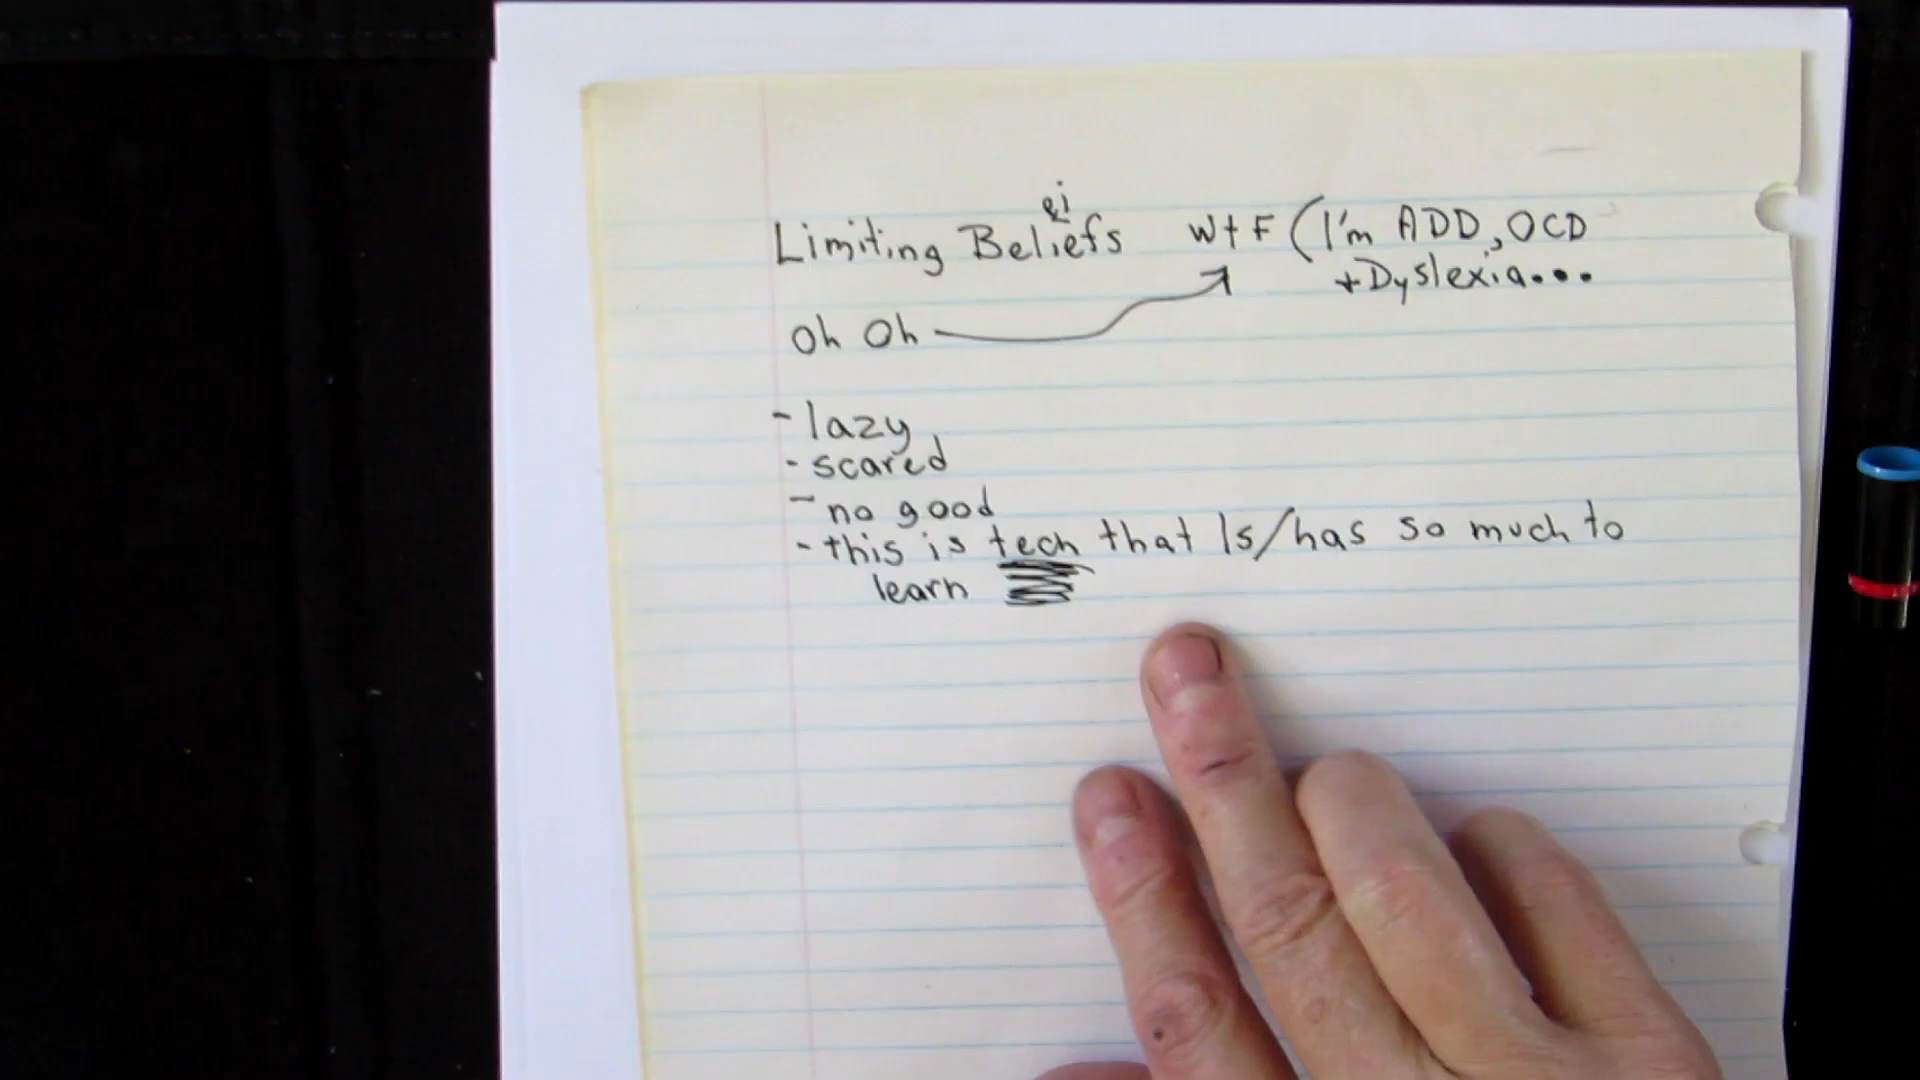 ei
Limiting Beliefs WtF (I'm ADD, OCD
+Dyslexia...
Oh Oh
- lazy
- scared
- no good
- this is tech that Is/has so much to
learn